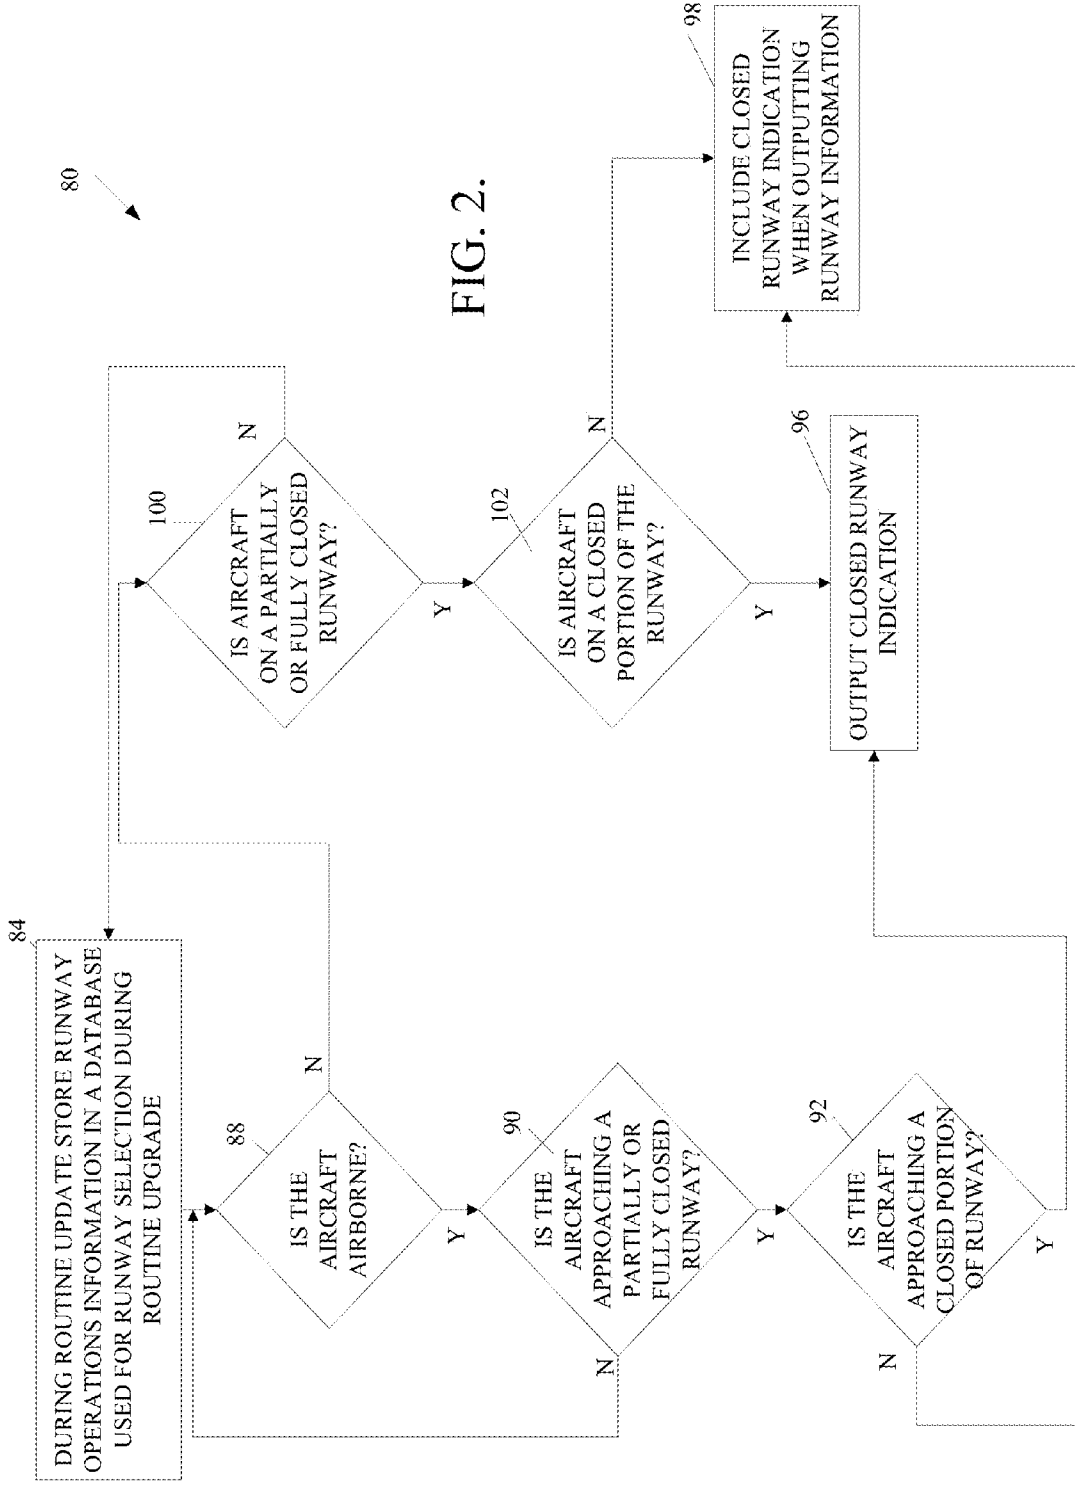 80
84
DURING ROUTINE UPDATE STORE RUNWAY
OPERATIONS INFORMATION IN A DATABASE
USED FOR RUNWAY SELECTION DURING
ROUTINE UPGRADE
88
IS THE
AIRCRAFT
AIRBORNE?
N
Y
90
IS THE
AIRCRAFT
APPROACHING A
PARTIALLY OR
FULLY CLOSED
RUNWAY?
N
Y
92
IS THE
AIRCRAFT
APPROACHING A
CLOSED PORTION
OF RUNWAY?
N
Y
100
IS AIRCRAFT
ON A PARTIALLY
OR FULLY CLOSED
RUNWAY?
N
Y
102
IS AIRCRAFT
ON A CLOSED
PORTION OF THE
RUNWAY?
N
Y
96
OUTPUT CLOSED RUNWAY
INDICATION
98
INCLUDE CLOSED
RUNWAY INDICATION
WHEN OUTPUTTING
RUNWAY INFORMATION
FIG. 2.